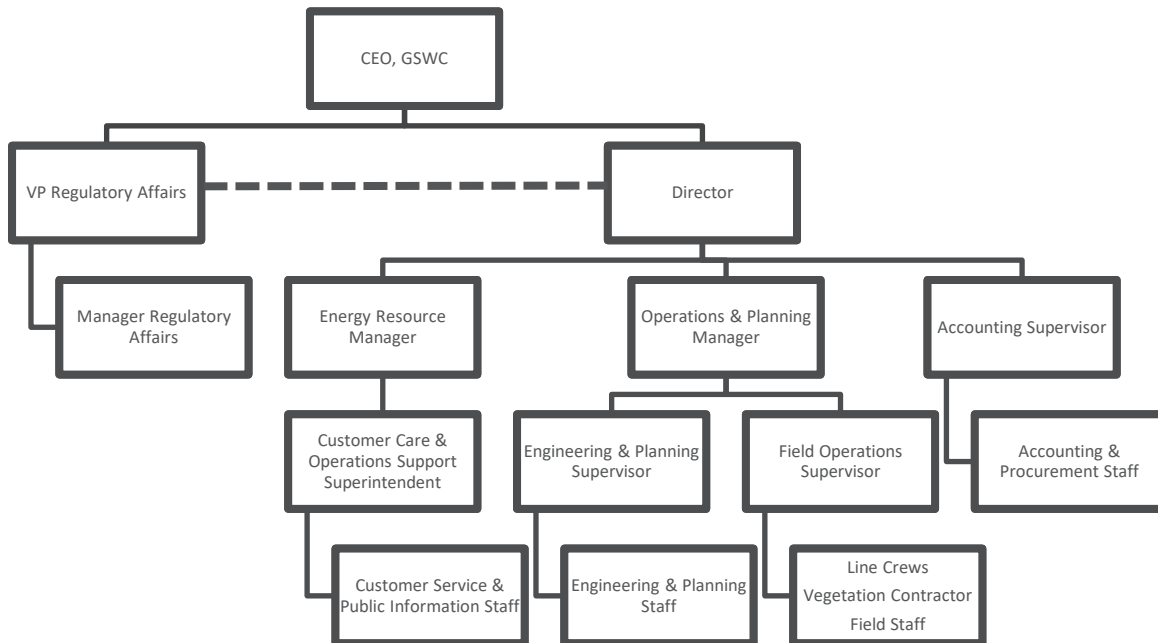 CEO, GSWC
VP Regulatory Affairs
Director
Manager Regulatory
Affairs
Energy Resource
Manager
Operations & Planning
Manager
Accounting Supervisor
Customer Care &
Operations Support
Superintendent
Engineering & Planning
Supervisor
Field Operations
Supervisor
Accounting &
Procurement Staff
Customer Service &
Public Information Staff
Engineering & Planning
Staff
Line Crews
Vegetation Contractor
Field Staff